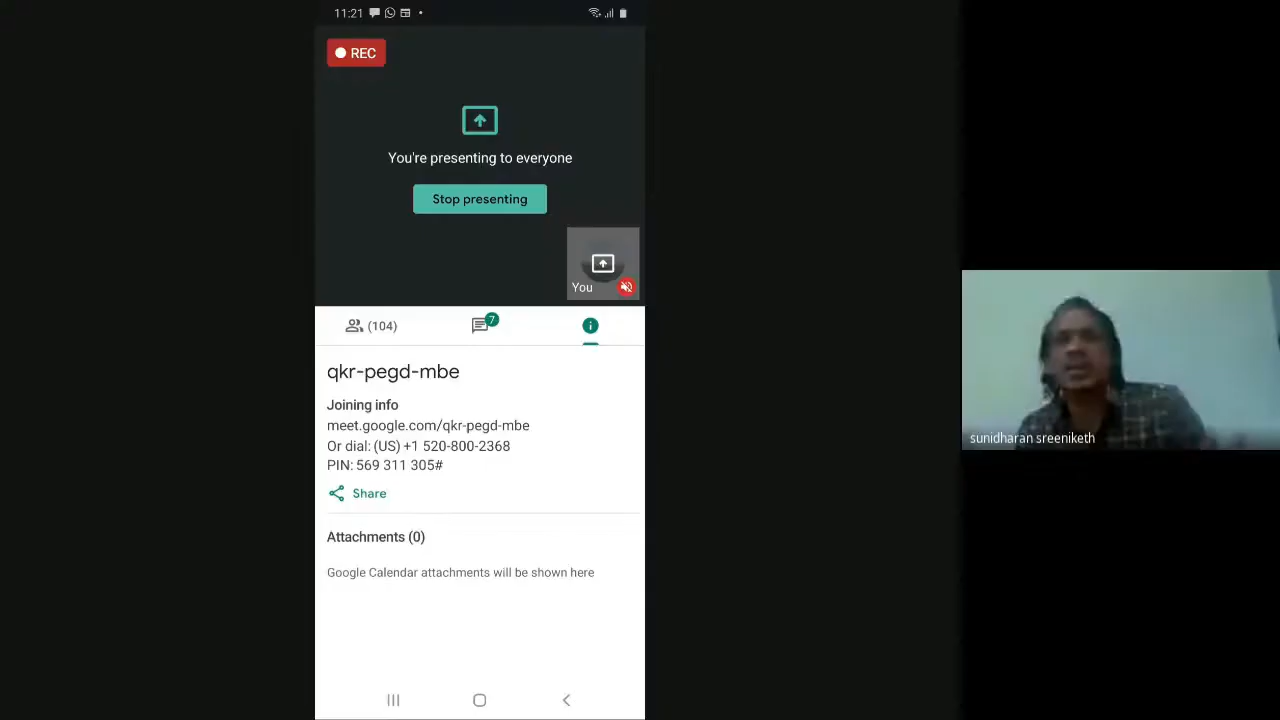 11:21
REC
You're presenting to everyone
Stop presenting
You
(104)
7
qkr-pegd-mbe
Joining info
meet.google.com/qkr-pegd-mbe
Or dial: (US) +1 520-800-2368
PIN: 569 311 305#
Share
Attachments (0)
Google Calendar attachments will be shown here
sunidharan sreeniketh